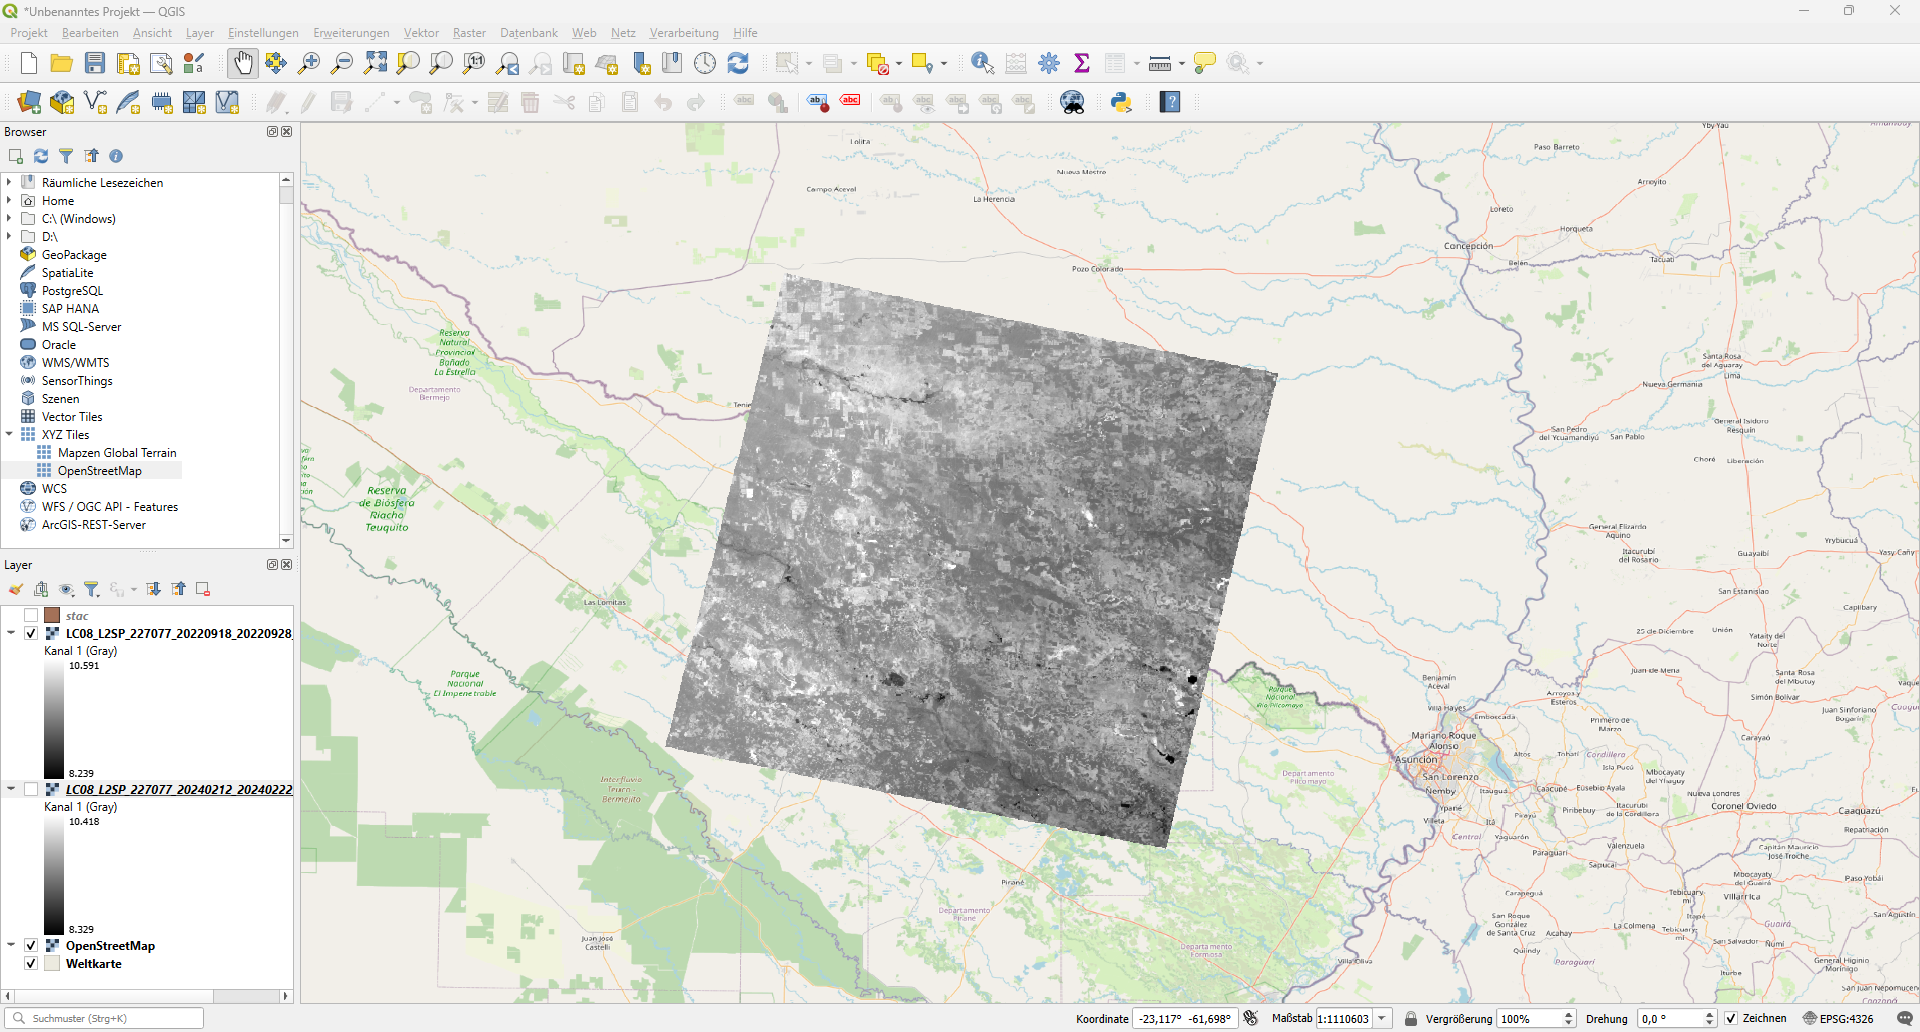 *Unbenanntes Projekt — QGIS
Projekt Bearbeiten Ansicht Layer Einstellungen Erweiterungen Vektor Raster Datenbank Web Netz Verarbeitung Hilfe
Browser
Räumliche Lesezeichen
Home
C:\ (Windows)
D:\
GeoPackage
SpatiaLite
PostgreSQL
SAP HANA
MS SQL-Server
Oracle
WMS/WMTS
SensorThings
Szenen
Vector Tiles
XYZ Tiles
Mapzen Global Terrain
OpenStreetMap
WCS
WFS / OGC API - Features
ArcGIS-REST-Server
Layer
stac
LC08_L2SP_227077_20220918_20220928_
Kanal 1 (Gray)
10.591
8.239
LC08_L2SP_227077_20240212_20240222
Kanal 1 (Gray)
10.418
8.329
OpenStreetMap
Weltkarte
Lolita
Yby Yaú
Campo Aceval
Nueva Mestre
La Herencia
Paso Barreto
Arroyito
Loreto
Horqueta
Concepción
Belén
Tacuatí
Pozo Colorado
Reserva
Natural
Provincial
Bañado
La Estrella
Departamento
Bermejo
Santa Rosa
del Aguaray
Lima
Nueva Germania
San Pedro
del Ycuamandiyú
San Pablo
General Isidoro
Resquín
Choré
Liberación
Reserva
de Biósfera
Riacho
Teuquito
General Elizardo
Aquino
Itacurubí
del Rosario
Yrybucuá
Guayaibí
Yasy Cañy
San Estanislao
Capiibary
Las Lomitas
25 de Diciembre
Unión
Yataity del
Norte
Parque
Nacional
El Impenetrable
Parque
Nacional
Río Pilcomayo
Juan de Mena
Santa Rosa
del Mbutuy
Simón Bolívar
Vaque
Benjamín
Aceval
Villa Hayes
Emboscada
Arroyos y
Esteros
Primero de
Marzo
Juan Sinforiano
Bogarín
Carayaó
Mariano Roque
Alonso
Asunción
San Lorenzo
Ñemby
Ypané
Villeta
Altos
Tobatí
Cordillera
Isla Pucú
Mbocayaty
del Yhaguy
Itauguá
Caacupé
Eusebio Ayala
Nueva Londres
Coronel Oviedo
Caaguazú
Piribebuy
Itacurubí
de la Cordillera
Pirayú
Itá
Yaguarón
Central
Paraguarí
Valenzuela
Sapucai
Repatriación
Capitán Mauricio
José Troche
Paso Yobái
Mbocayaty
del Guairá
Villarrica
Tebicuary-
mi
Itapé
Carapeguá
San Roque
González
de Santa Cruz
Acahay
Quiindy
La Colmena
Tebicuary-
mi
Guairá
San Agustín
San Salvador
Ñumí
Iturbe
General Higinio
Morínigo
San Juan Nepomuceno
Paraguarí
Departamento
Pilcomayo
Interfluvio
Teuco -
Bermejito
Juan José
Castelli
Pirané
Departamento
Pirané
Departamento
Formosa
Villa Oliva
Suchmuster (Strg+K)
Koordinate -23,117° -61,698° Maßstab 1:1110603 Vergrößerung 100% Drehung 0,0 ° Zeichnen EPSG:4326